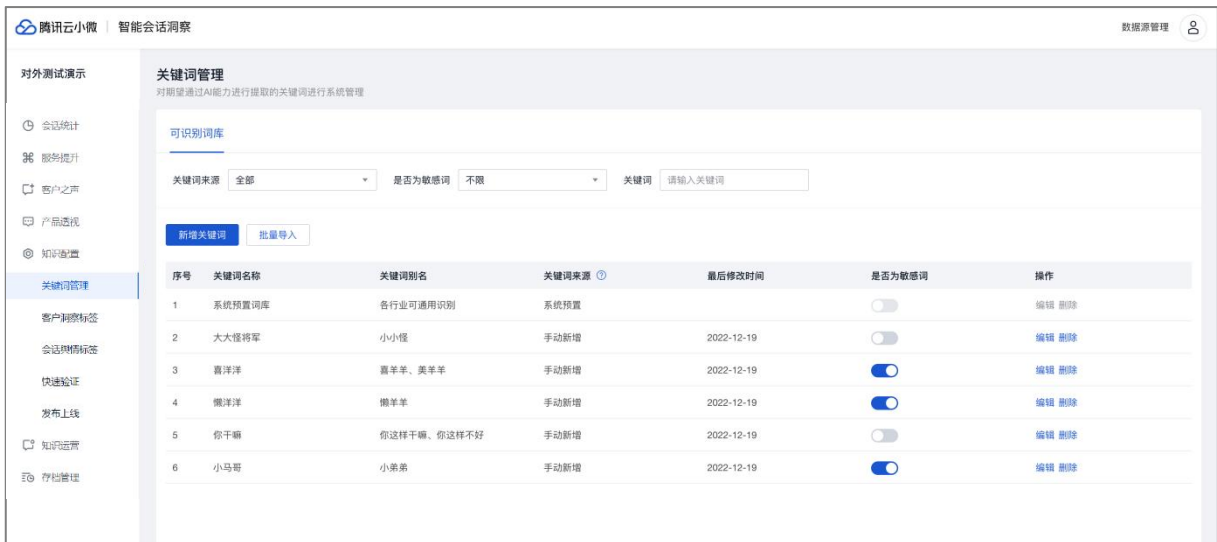 腾讯云小微 智能会话洞察 数据源管理
对外测试演示
会话统计
服务提升
客户之声
产品透视
知识配置
关键词管理
客户洞察标签
会话舆情标签
快速验证
发布上线
知识运营
存档管理
关键词管理
对期望通过AI能力进行提取的关键词进行系统管理
可识别词库
关键词来源 全部 是否为敏感词 不限 关键词 请输入关键词
新增关键词 批量导入
序号 关键词名称 关键词别名 关键词来源 最后修改时间 是否为敏感词 操作
1 系统预置词库 各行业可通用识别 系统预置 编辑 删除
2 大大怪将军 小小怪 手动新增 2022-12-19 编辑 删除
3 喜洋洋 喜羊羊、美羊羊 手动新增 2022-12-19 编辑 删除
4 懒洋洋 懒羊羊 手动新增 2022-12-19 编辑 删除
5 你干嘛 你这样干嘛、你这样不好 手动新增 2022-12-19 编辑 删除
6 小马哥 小弟弟 手动新增 2022-12-19 编辑 删除